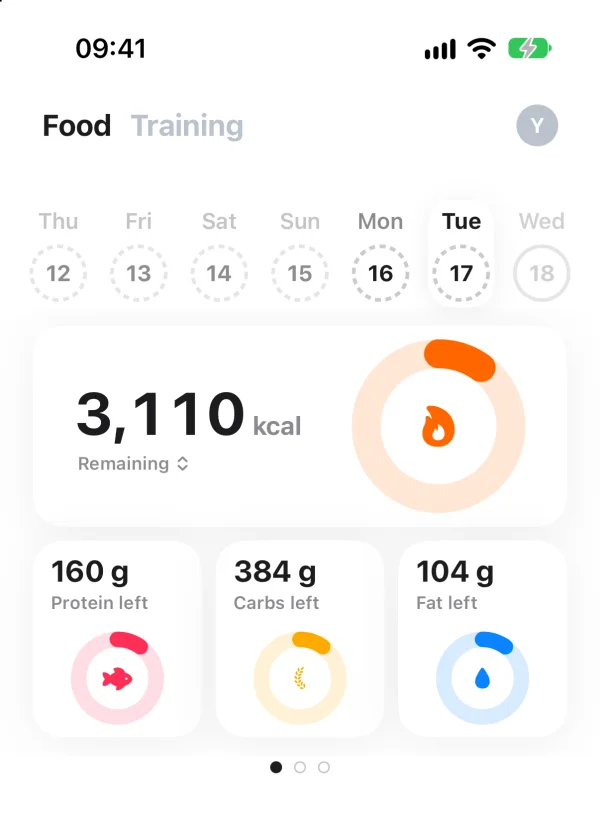 09:41
Food Training Y
Thu Fri Sat Sun Mon Tue Wed
12 13 14 15 16 17 18
3,110 kcal
Remaining
160 g 384 g 104 g
Protein left Carbs left Fat left